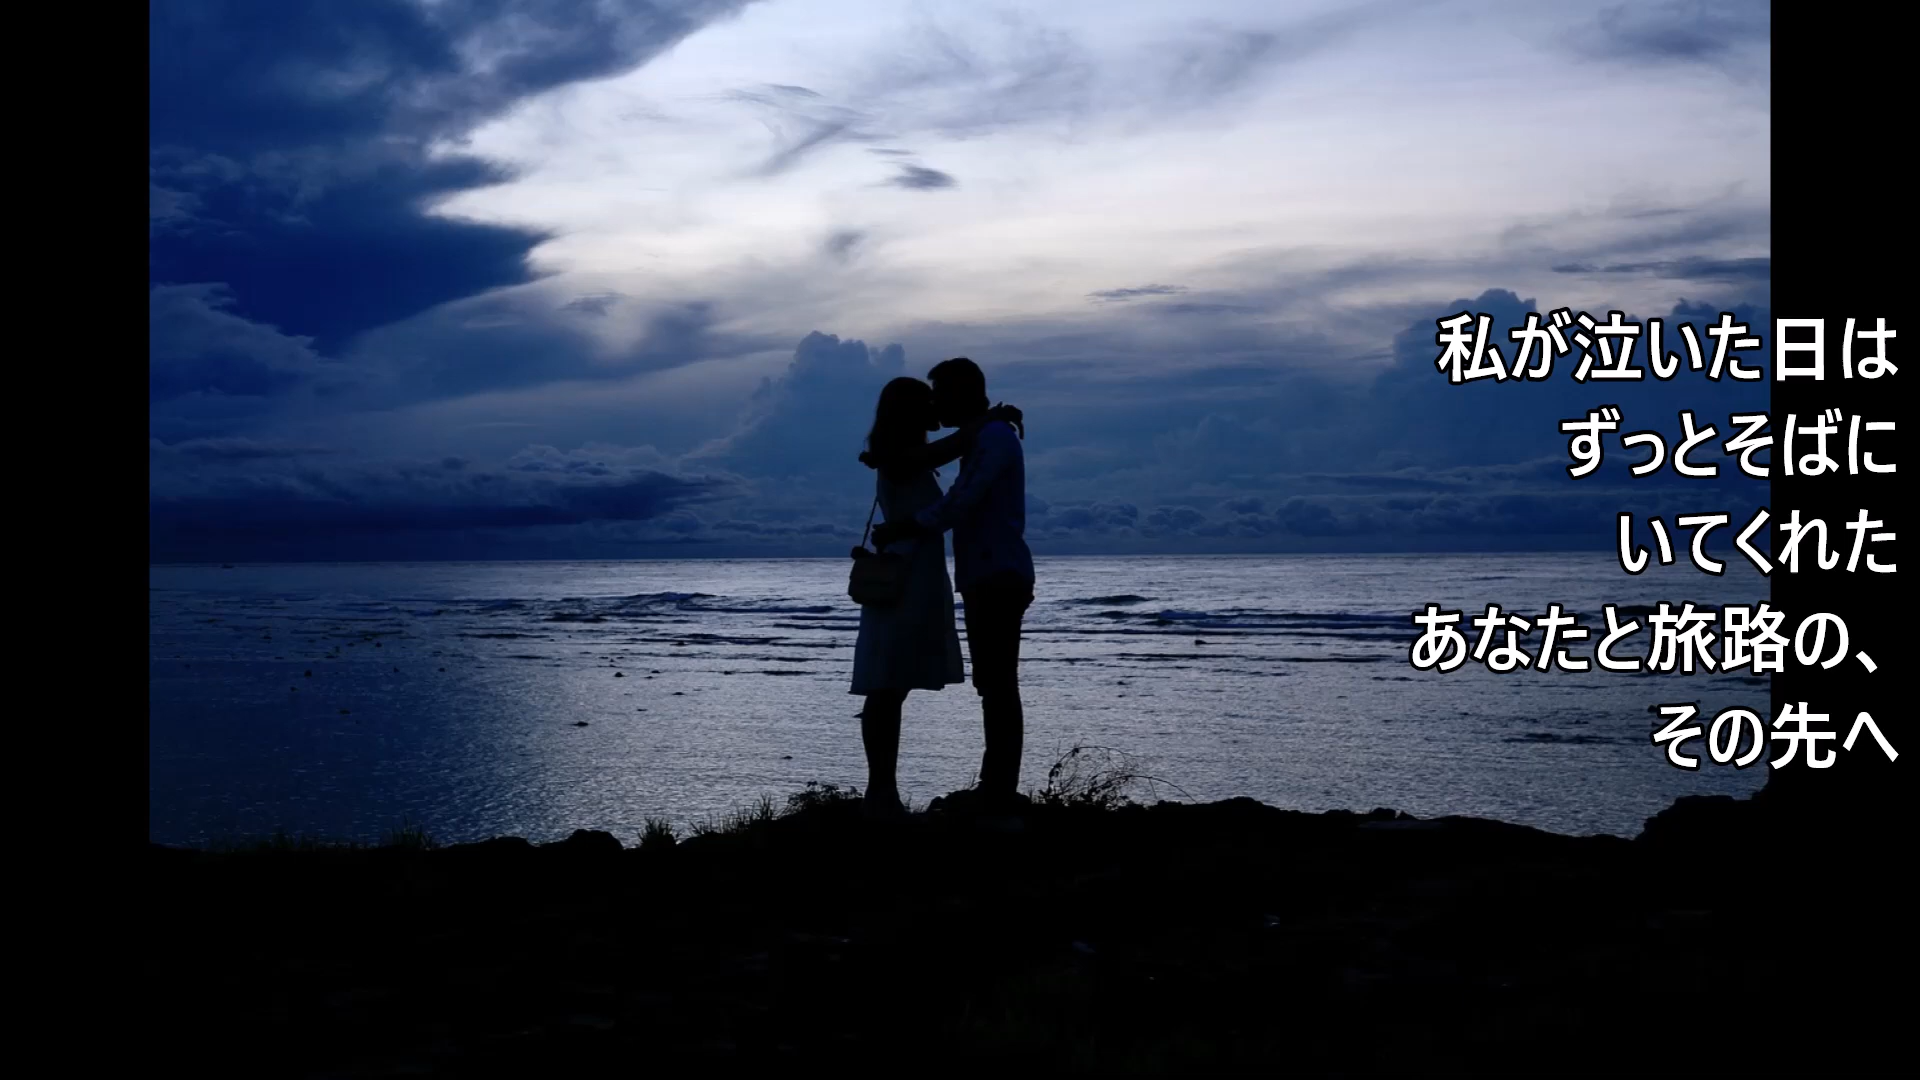 私が泣いた日は
ずっとそばに
いてくれた
あなたと旅路の、
その先へ